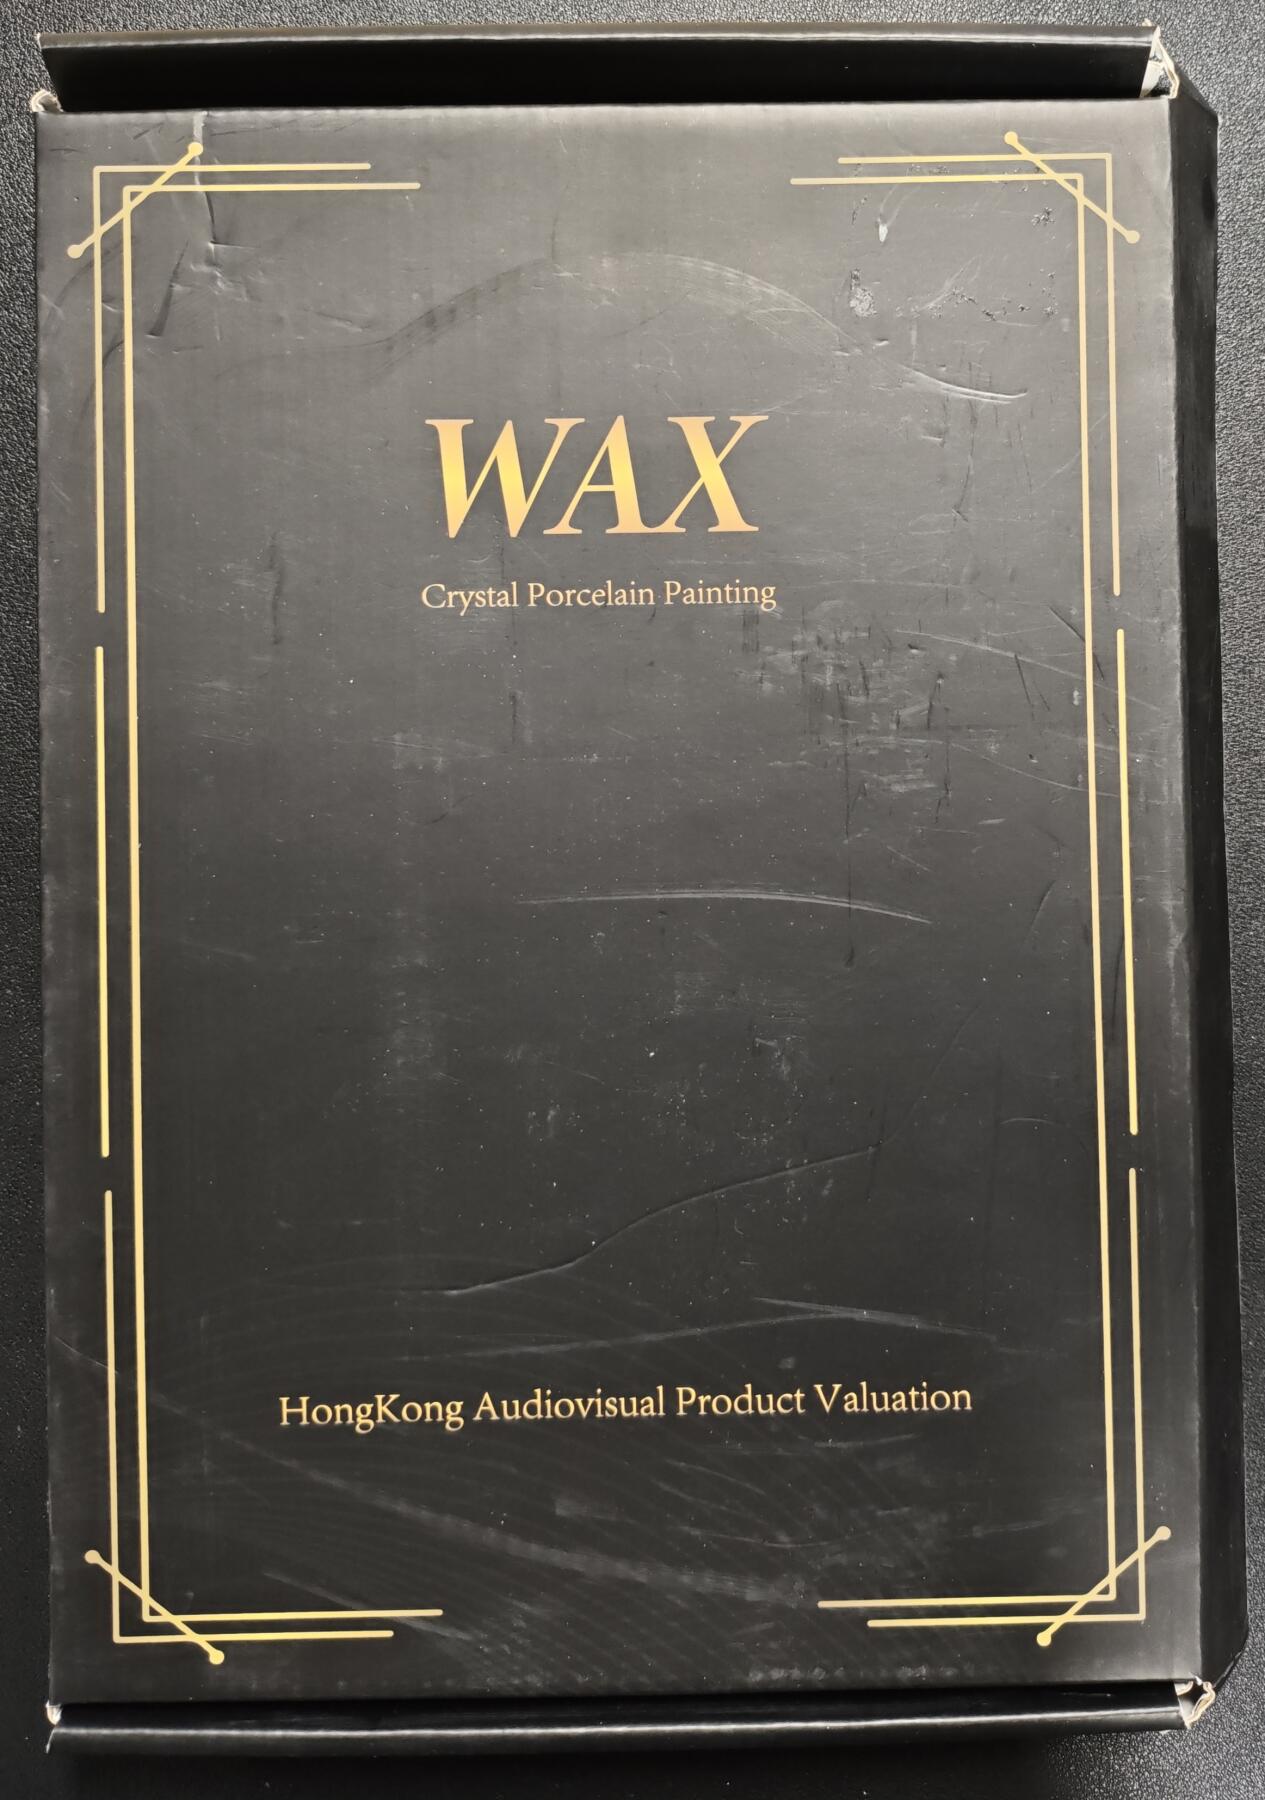 WAX
Crystal Porcelain Painting
HongKong Audiovisual Product Valuation